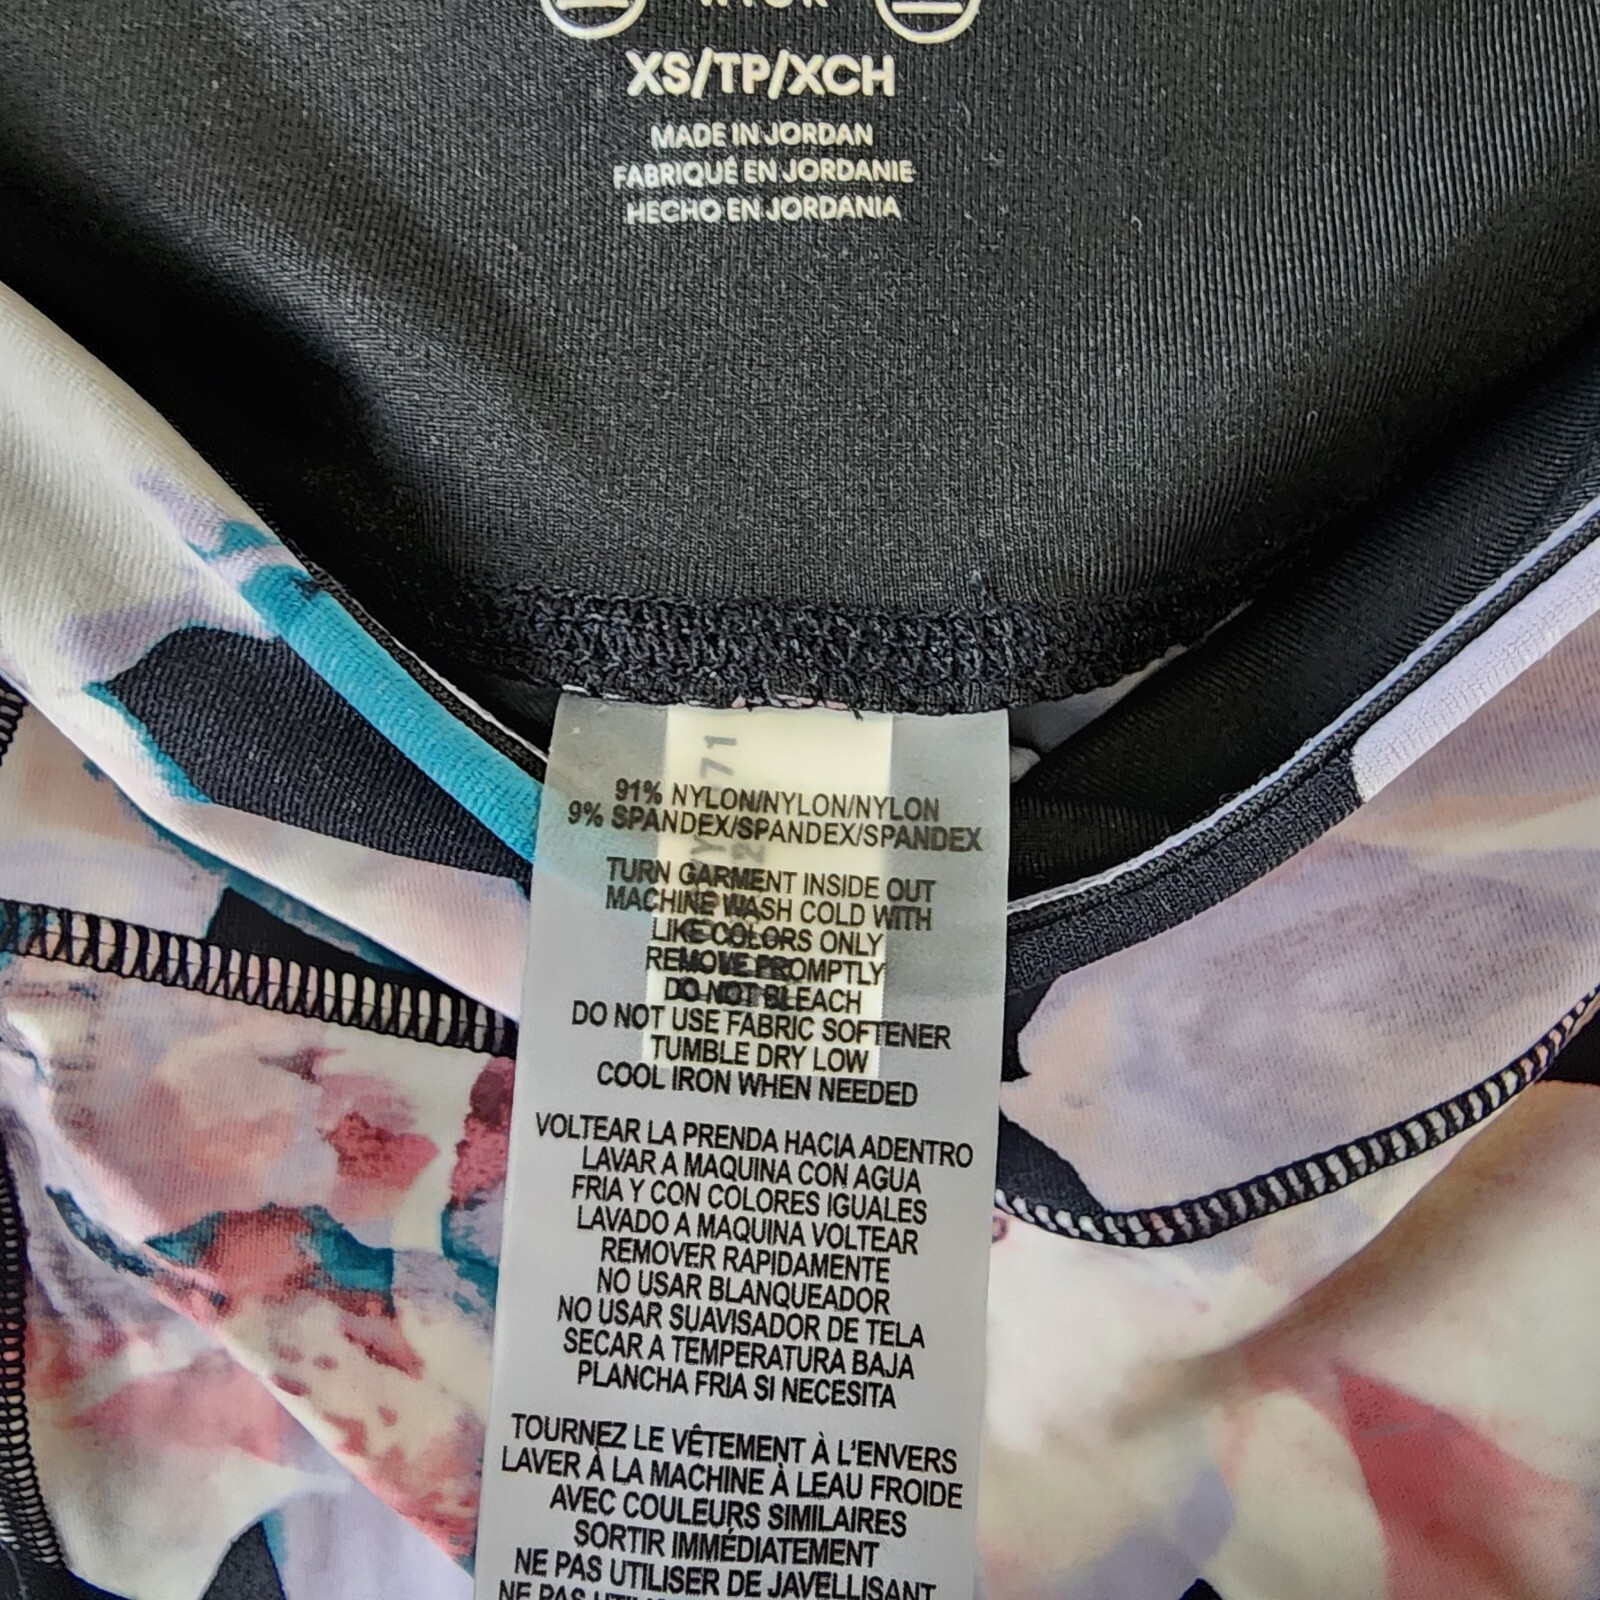 XS/TP/XCH
MADE IN JORDAN
FABRIQUÉ EN JORDANIE
HECHO EN JORDANIA
91% NYLON/NYLON/NYLON
9% SPANDEX/SPANDEX/SPANDEX
TURN GARMENT INSIDE OUT
MACHINE WASH COLD WITH
LIKE COLORS ONLY
REMOVE PROMPTLY
DO NOT BLEACH
DO NOT USE FABRIC SOFTENER
TUMBLE DRY LOW
COOL IRON WHEN NEEDED
VOLTEAR LA PRENDA HACIA ADENTRO
LAVAR A MAQUINA CON AGUA
FRIA Y CON COLORES IGUALES
LAVADO A MAQUINA VOLTEAR
REMOVER RAPIDAMENTE
NO USAR BLANQUEADOR
NO USAR SUAVISADOR DE TELA
SECAR A TEMPERATURA BAJA
PLANCHA FRIA SI NECESITA
TOURNEZ LE VÊTEMENT À L'ENVERS
LAVER À LA MACHINE À LEAU FROIDE
AVEC COULEURS SIMILAIRES
SORTIR IMMÉDIATEMENT
NE PAS UTILISER DE JAVELLISANT
NE PAS